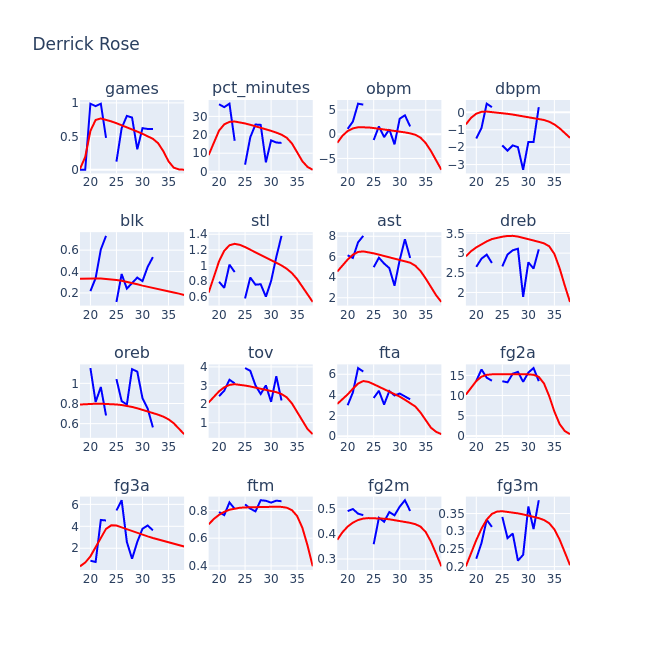 Derrick Rose
games pct_minutes obpm dbpm
1 0.5 0
30 20 10 0
5 0 −5
0 −1 −2 −3
20 25 30 35 20 25 30 35 20 25 30 35 20 25 30 35
blk stl ast dreb
0.6 0.4 0.2
1.4 1.2 1 0.8 0.6
8 6 4 2
3.5 3 2.5 2
20 25 30 35 20 25 30 35 20 25 30 35 20 25 30 35
oreb tov fta fg2a
1 0.8 0.6
4 3 2 1
6 4 2 0
15 10 5 0
20 25 30 35 20 25 30 35 20 25 30 35 20 25 30 35
fg3a ftm fg2m fg3m
6 4 2
0.8 0.6 0.4
0.5 0.4 0.3
0.35 0.3 0.25 0.2
20 25 30 35 20 25 30 35 20 25 30 35 20 25 30 35